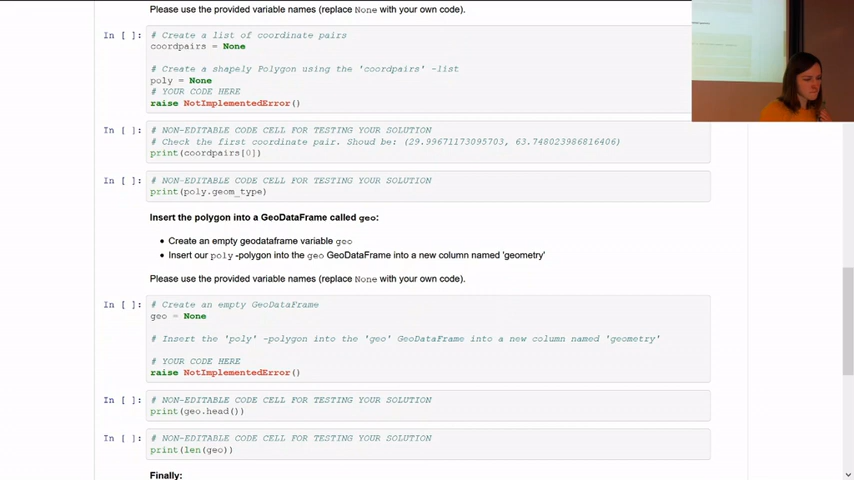 Please use the provided variable names (replace None with your own code).
In [ ]: # Create a list of coordinate pairs
coordpairs = None
# Create a shapely Polygon using the 'coordpairs' -list
poly = None
# YOUR CODE HERE
raise NotImplementedError()
In [ ]: # NON-EDITABLE CODE CELL FOR TESTING YOUR SOLUTION
# Check the first coordinate pair. Shoud be: (29.99671173095703, 63.748023986816406)
print(coordpairs[0])
In [ ]: # NON-EDITABLE CODE CELL FOR TESTING YOUR SOLUTION
print(poly.geom_type)
Insert the polygon into a GeoDataFrame called geo:
• Create an empty geodataframe variable geo
• Insert our poly -polygon into the geo GeoDataFrame into a new column named 'geometry'
Please use the provided variable names (replace None with your own code).
In [ ]: # Create an empty GeoDataFrame
geo = None
# Insert the 'poly' -polygon into the 'geo' GeoDataFrame into a new column named 'geometry'
# YOUR CODE HERE
raise NotImplementedError()
In [ ]: # NON-EDITABLE CODE CELL FOR TESTING YOUR SOLUTION
print(geo.head())
In [ ]: # NON-EDITABLE CODE CELL FOR TESTING YOUR SOLUTION
print(len(geo))
Finally: